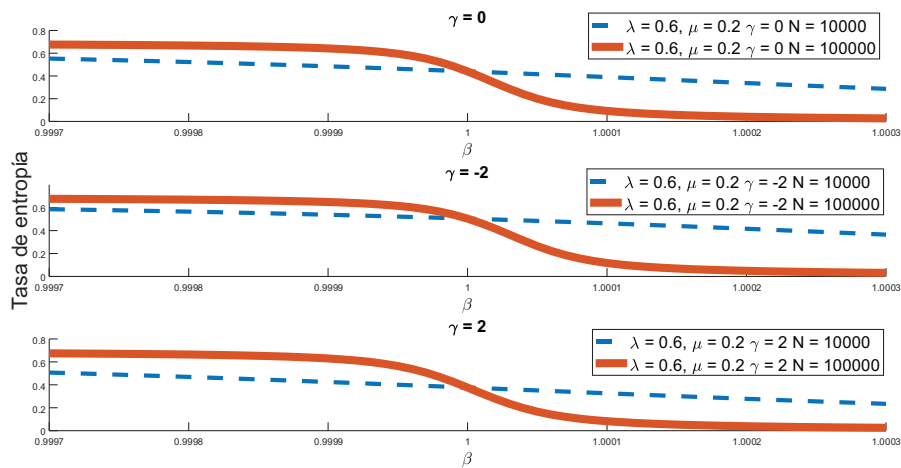 γ = 0
λ = 0.6, μ = 0.2 γ = 0 N = 10000
λ = 0.6, μ = 0.2 γ = 0 N = 100000
0.8
0.6
0.4
0.2
0
0.9997 0.9998 0.9999 1 1.0001 1.0002 1.0003
β
Tasa de entropía
γ = -2
λ = 0.6, μ = 0.2 γ = -2 N = 10000
λ = 0.6, μ = 0.2 γ = -2 N = 100000
0.6
0.4
0.2
0
0.9997 0.9998 0.9999 1 1.0001 1.0002 1.0003
β
γ = 2
λ = 0.6, μ = 0.2 γ = 2 N = 10000
λ = 0.6, μ = 0.2 γ = 2 N = 100000
0.8
0.6
0.4
0.2
0
0.9997 0.9998 0.9999 1 1.0001 1.0002 1.0003
β